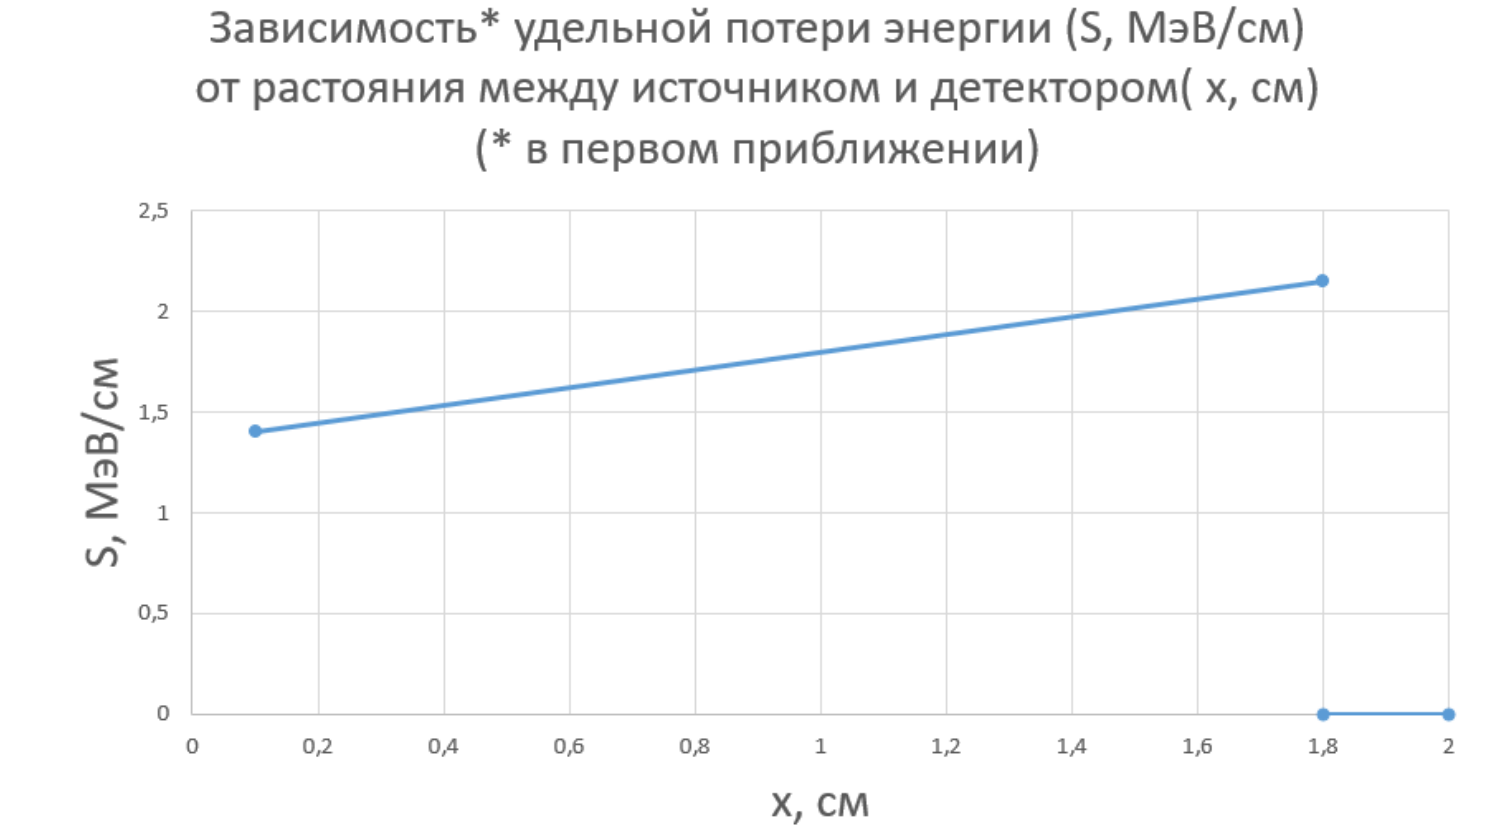 Зависимость* удельной потери энергии (S, МэВ/см)
от растояния между источником и детектором( x, см)
(* в первом приближении)
2,5
2
1,5
1
0,5
0
S, МэВ/см
0 0,2 0,4 0,6 0,8 1 1,2 1,4 1,6 1,8 2
x, см